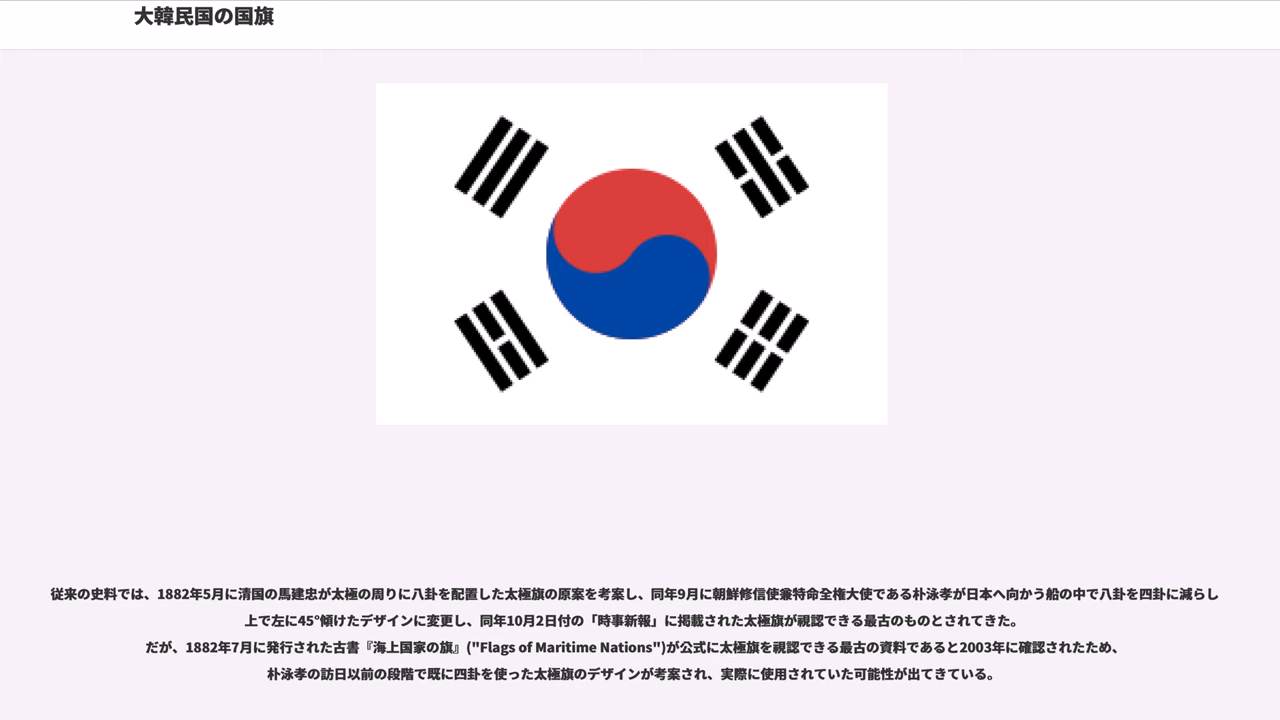 大韓民国の国旗
従来の史料では、1882年5月に清国の馬建忠が太極の周りに八卦を配置した太極旗の原案を考案し、同年9月に朝鮮修信使兼特命全権大使である朴泳孝が日本へ向かう船の中で八卦を四卦に減らし
上で左に45°傾けたデザインに変更し、同年10月2日付の「時事新報」に掲載された太極旗が視認できる最古のものとされてきた。
だが、1882年7月に発行された古書『海上国家の旗』("Flags of Maritime Nations")が公式に太極旗を視認できる最古の資料であると2003年に確認されたため、
朴泳孝の訪日以前の段階で既に四卦を使った太極旗のデザインが考案され、実際に使用されていた可能性が出てきている。